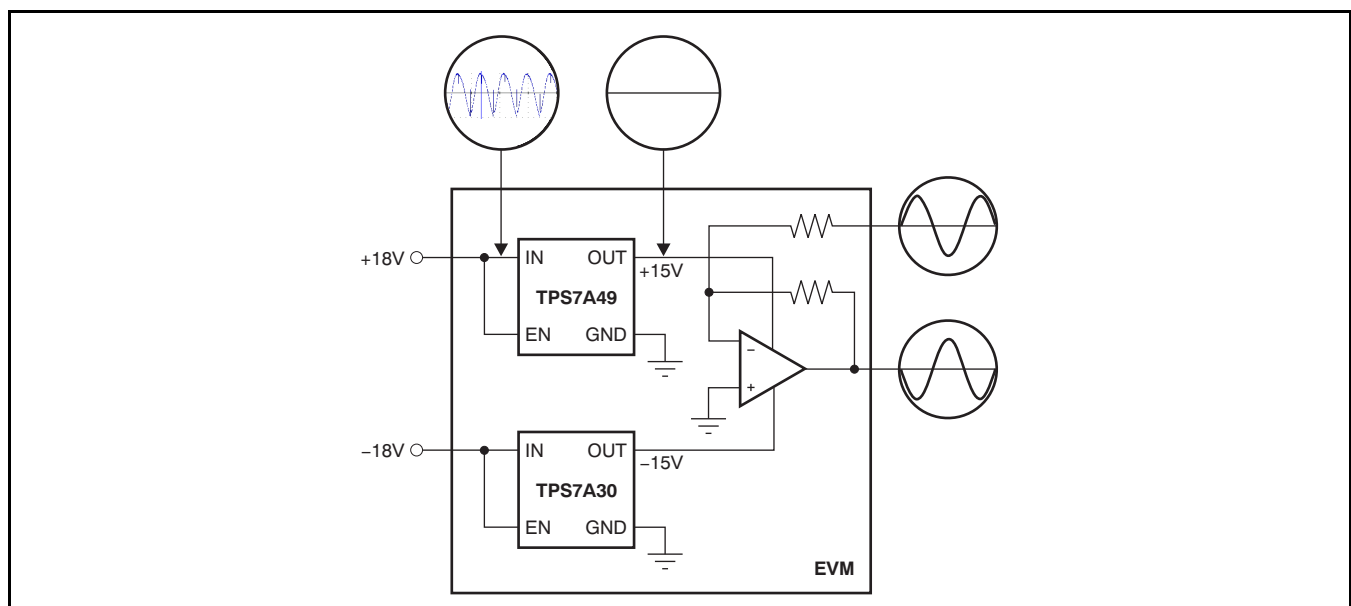 +18V
IN
OUT
+15V
TPS7A49
EN
GND
−
+
−18V
IN
OUT
−15V
TPS7A30
EN
GND
EVM